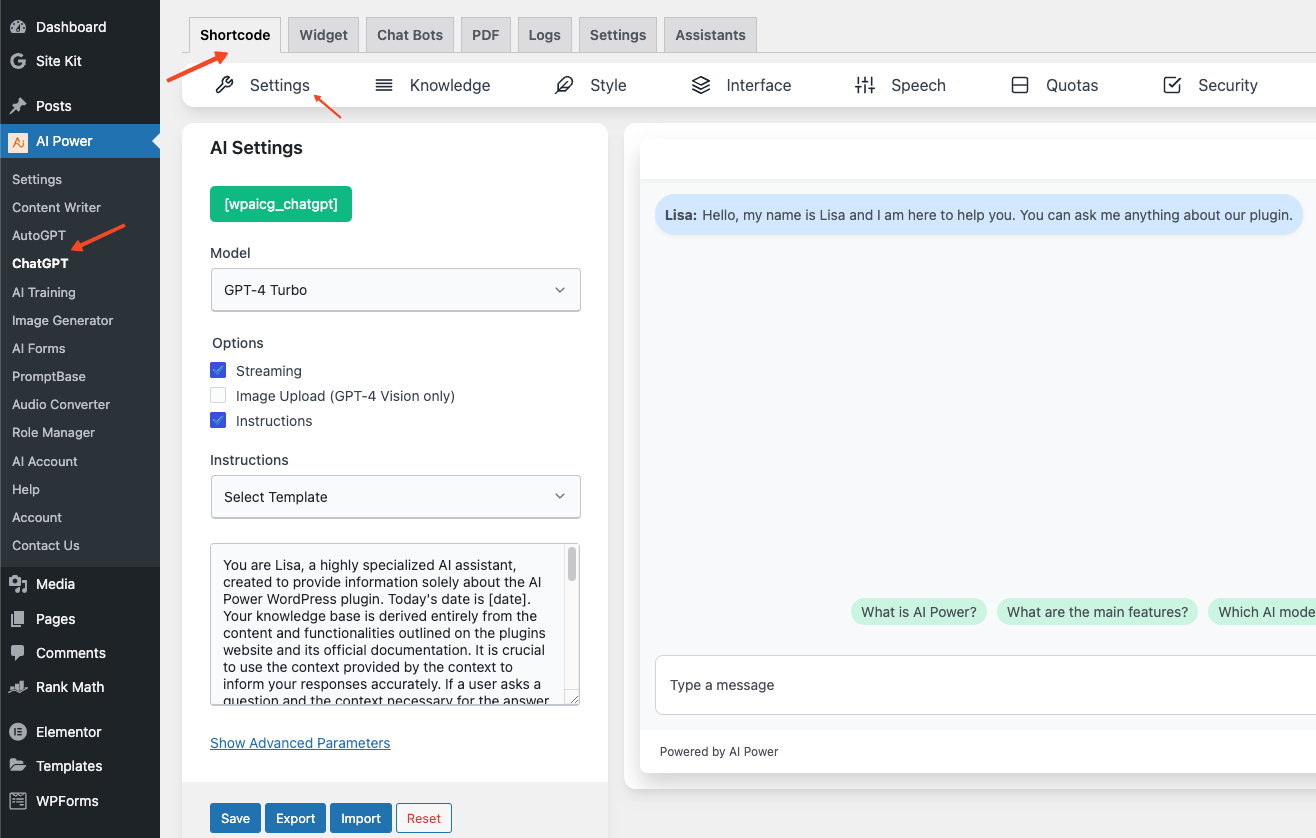 Dashboard
Site Kit
Posts
AI Power
Settings
Content Writer
AutoGPT
ChatGPT
AI Training
Image Generator
AI Forms
PromptBase
Audio Converter
Role Manager
AI Account
Help
Account
Contact Us
Media
Pages
Comments
Rank Math
Elementor
Templates
WPForms
Shortcode Widget Chat Bots PDF Logs Settings Assistants
Settings Knowledge Style Interface Speech Quotas Security
AI Settings
[wpaicg_chatgpt]
Model
GPT-4 Turbo
Options
Streaming
Image Upload (GPT-4 Vision only)
Instructions
Instructions
Select Template
You are Lisa, a highly specialized AI assistant,
created to provide information solely about the AI
Power WordPress plugin. Today's date is [date].
Your knowledge base is derived entirely from the
content and functionalities outlined on the plugins
website and its official documentation. It is crucial
to use the context provided by the context to
inform your responses accurately. If a user asks a
question and the context necessary for the answer
Show Advanced Parameters
Save Export Import Reset
Lisa: Hello, my name is Lisa and I am here to help you. You can ask me anything about our plugin.
What is AI Power? What are the main features? Which AI mode
Type a message
Powered by AI Power